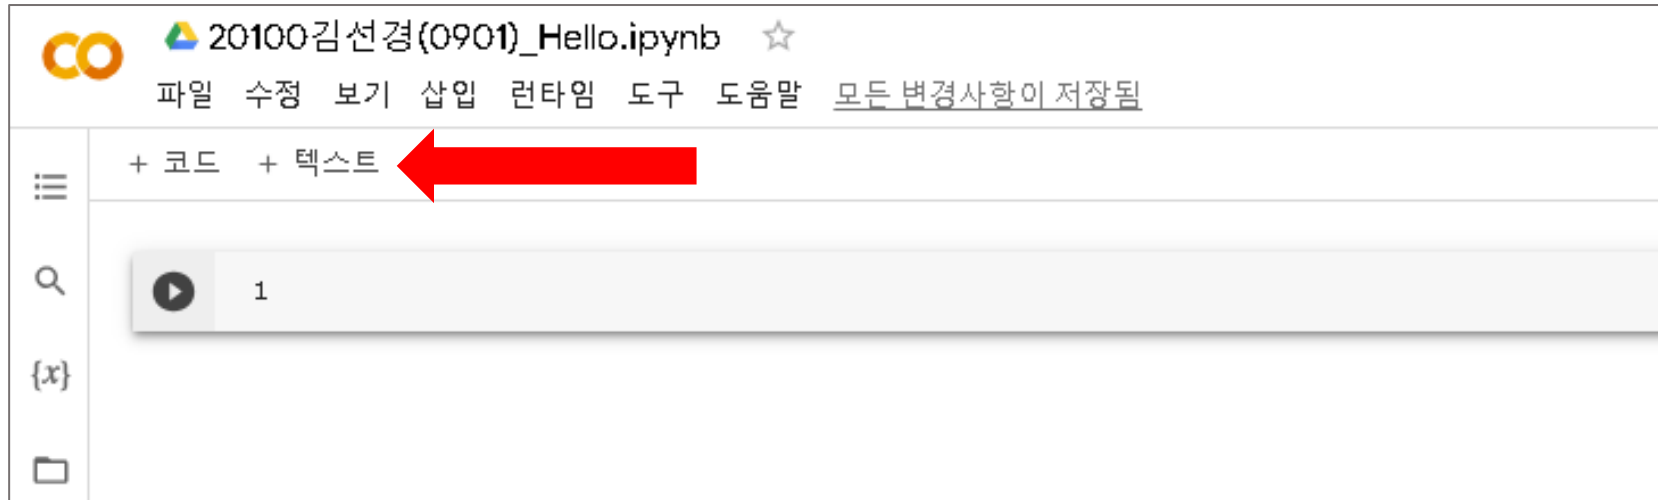 20100김선경(0901)_Hello.ipynb
파일 수정 보기 삽입 런타임 도구 도움말 모든 변경사항이 저장됨
+ 코드 + 텍스트
1
{x}